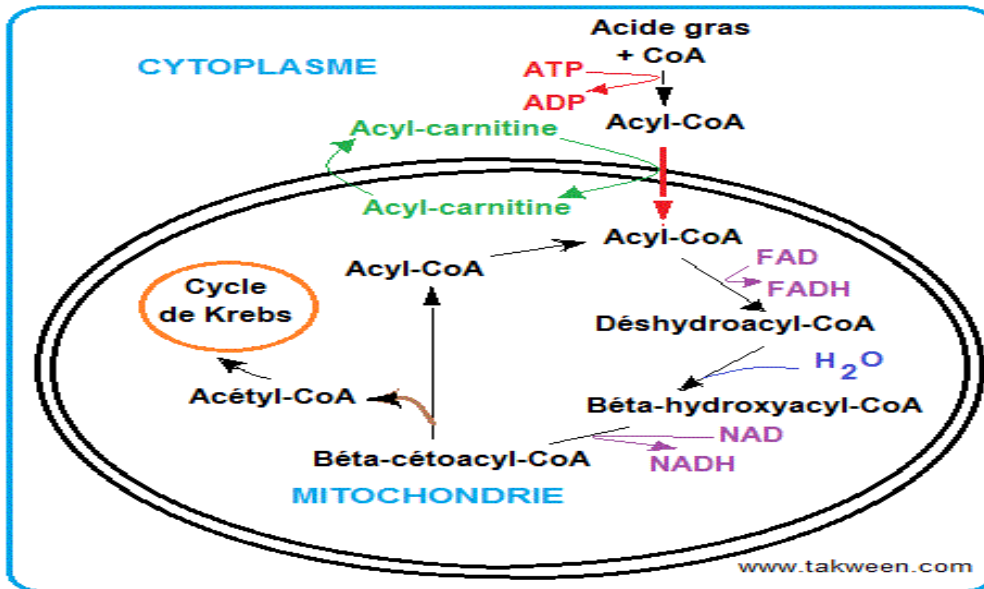 Acide gras
+ CoA
CYTOPLASME
ATP
ADP
Acyl-CoA
Acyl-carnitine
Acyl-carnitine
Acyl-CoA
Acyl-CoA
FAD
FADH
Cycle
de Krebs
Déshydroacyl-CoA
H2O
Acétyl-CoA
Béta-hydroxyacyl-CoA
NAD
NADH
Béta-cétoacyl-CoA
MITOCHONDRIE
www.takween.com